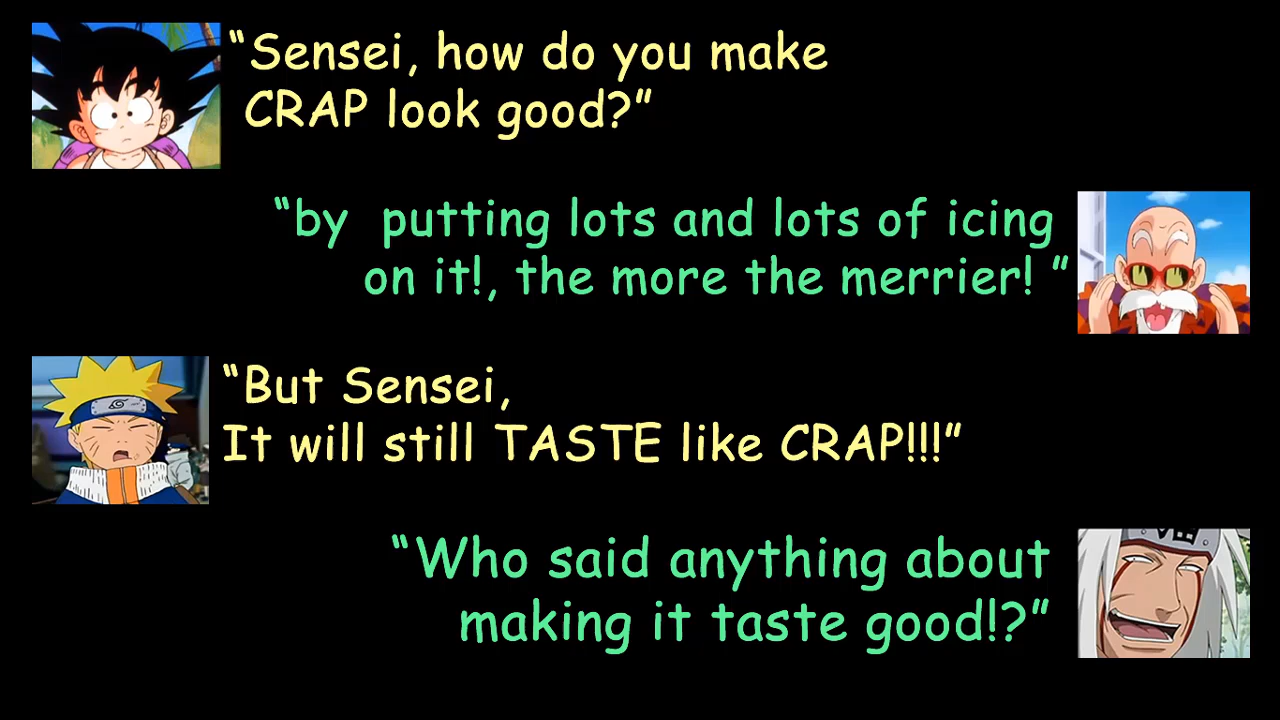 “Sensei, how do you make
CRAP look good?”
“by putting lots and lots of icing
on it!, the more the merrier! ”
“But Sensei,
It will still TASTE like CRAP!!!”
“Who said anything about
making it taste good!?”